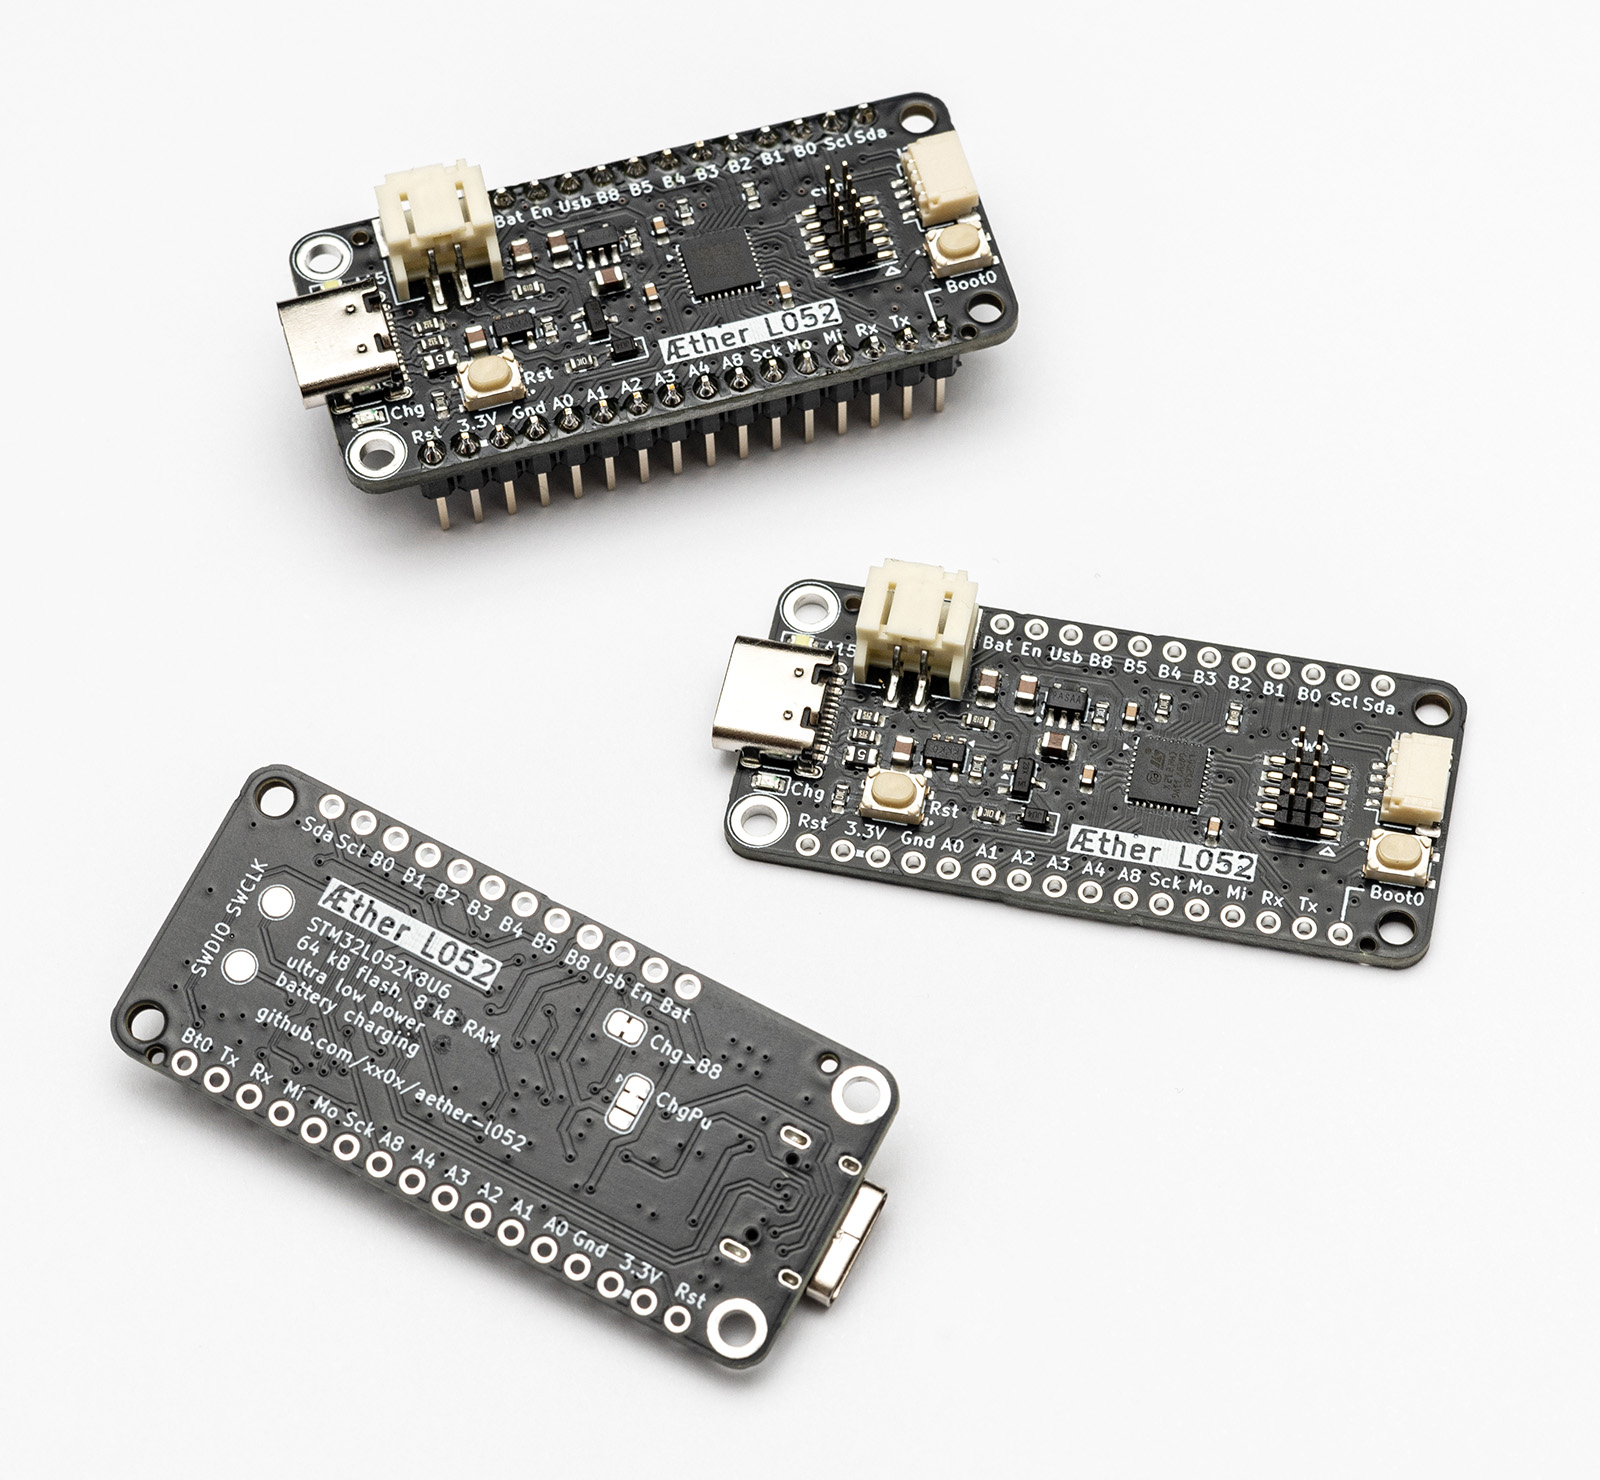 Bat En Usb B8 B5 B4 B3 B2 B1 B0 Scl Sda
Boot0
Æther L052
Rst
Chg
Rst 3.3V Gnd A0 A1 A2 A3 A4 A8 Sck Mo Mi Rx Tx
A15
Bat En Usb B8 B5 B4 B3 B2 B1 B0 Scl Sda
Chg
Rst
Æther L052
Boot0
Rst 3.3V Gnd A0 A1 A2 A3 A4 A8 Sck Mo Mi Rx Tx
Sda Scl B0 B1 B2 B3 B4 B5 B8 Usb En Bat
SWDIO SWCLK
Æther L052
STM32L052K8U6
64 kB flash, 8 kB RAM
ultra low power
battery charging
github.com/xx0x/aether-l052
Chg>B8
ChgPu
Bt0 Tx Rx Mi Mo Sck A8 A4 A3 A2 A1 A0 Gnd 3.3V Rst